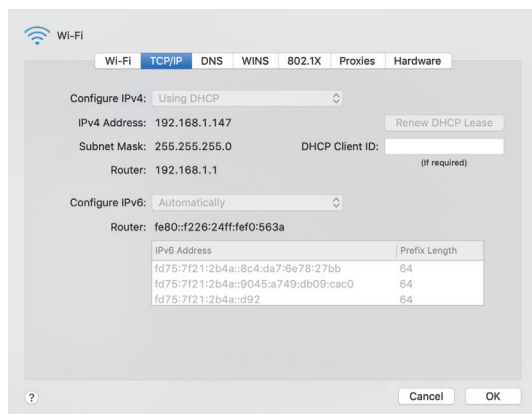 Wi-Fi
Wi-Fi TCP/IP DNS WINS 802.1X Proxies Hardware
Configure IPv4: Using DHCP
IPv4 Address: 192.168.1.147 Renew DHCP Lease
Subnet Mask: 255.255.255.0 DHCP Client ID:
(If required)
Router: 192.168.1.1
Configure IPv6: Automatically
Router: fe80::f226:24ff:fef0:563a
IPv6 Address Prefix Length
fd75:7f21:2b4a::8c4:da7:6e78:27bb 64
fd75:7f21:2b4a::9045:a749:db09:cac0 64
fd75:7f21:2b4a::d92 64
? Cancel OK